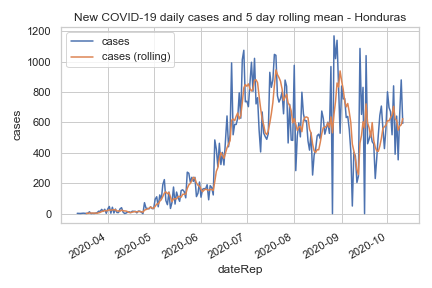 New COVID-19 daily cases and 5 day rolling mean - Honduras
cases
cases (rolling)
1200
1000
800
600
400
200
0
cases
2020-04
2020-05
2020-06
2020-07
2020-08
2020-09
2020-10
dateRep